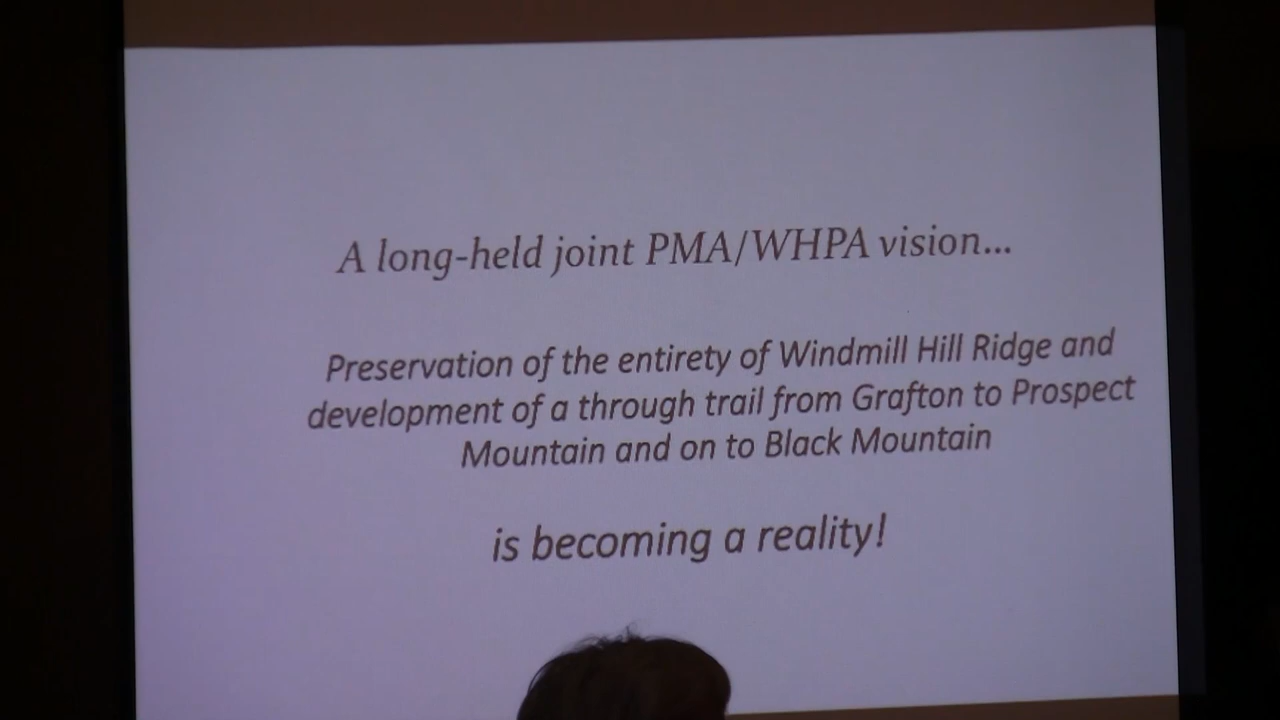 A long-held joint PMA/WHPA vision...
Preservation of the entirety of Windmill Hill Ridge and
development of a through trail from Grafton to Prospect
Mountain and on to Black Mountain
is becoming a reality!